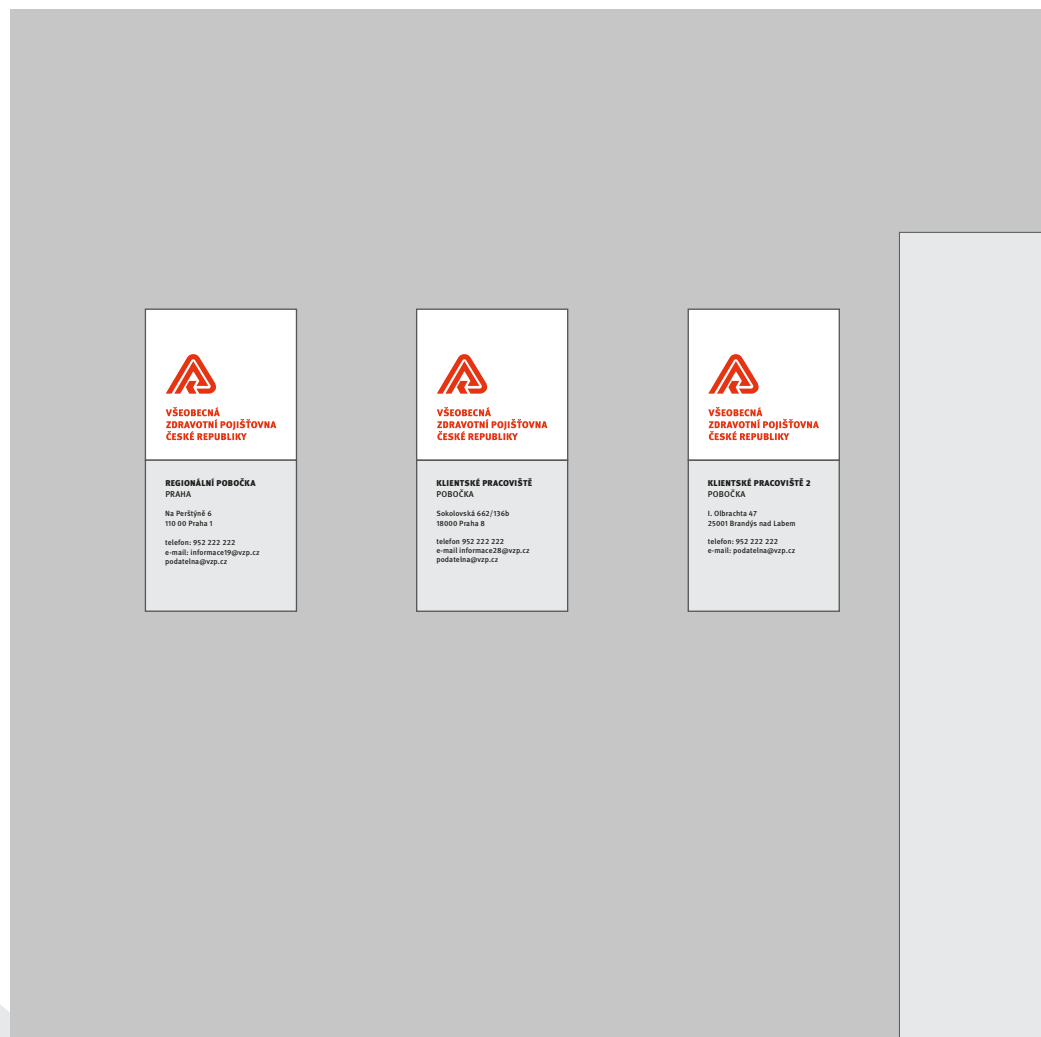 VŠEOBECNÁ
ZDRAVOTNÍ POJIŠŤOVNA
ČESKÉ REPUBLIKY
REGIONÁLNÍ POBOČKA
PRAHA
Na Perštýně 6
110 00 Praha 1
telefon: 952 222 222
e-mail: informace19@vzp.cz
podatelna@vzp.cz
VŠEOBECNÁ
ZDRAVOTNÍ POJIŠŤOVNA
ČESKÉ REPUBLIKY
KLIENTSKÉ PRACOVIŠTĚ
POBOČKA
Sokolovská 662/136b
18000 Praha 8
telefon 952 222 222
e-mail informace28@vzp.cz
podatelna@vzp.cz
VŠEOBECNÁ
ZDRAVOTNÍ POJIŠŤOVNA
ČESKÉ REPUBLIKY
KLIENTSKÉ PRACOVIŠTĚ 2
POBOČKA
I. Olbrachta 47
25001 Brandýs nad Labem
telefon: 952 222 222
e-mail: podatelna@vzp.cz